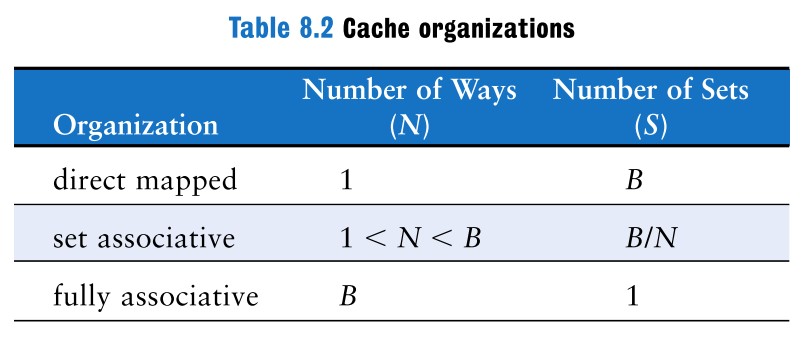 Table 8.2 Cache organizations
Number of Ways Number of Sets
Organization (N) (S)
direct mapped 1 B
set associative 1 < N < B B/N
fully associative B 1